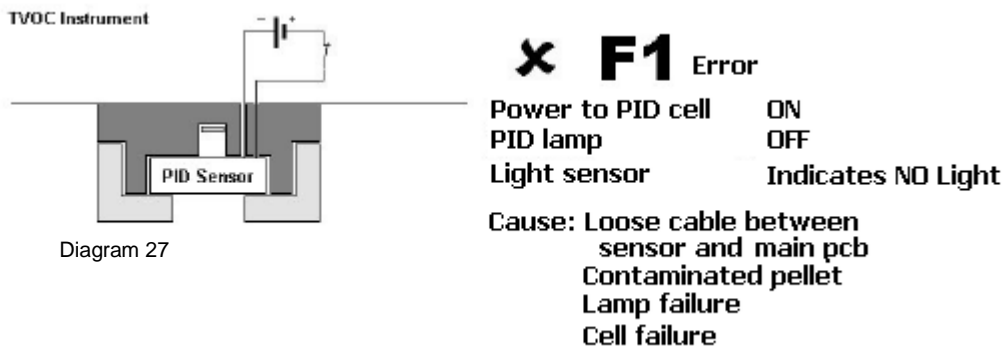 TVOC Instrument
- +
PID Sensor
Diagram 27
✘ F1 Error
Power to PID cell ON
PID lamp OFF
Light sensor Indicates NO Light
Cause: Loose cable between
sensor and main pcb
Contaminated pellet
Lamp failure
Cell failure